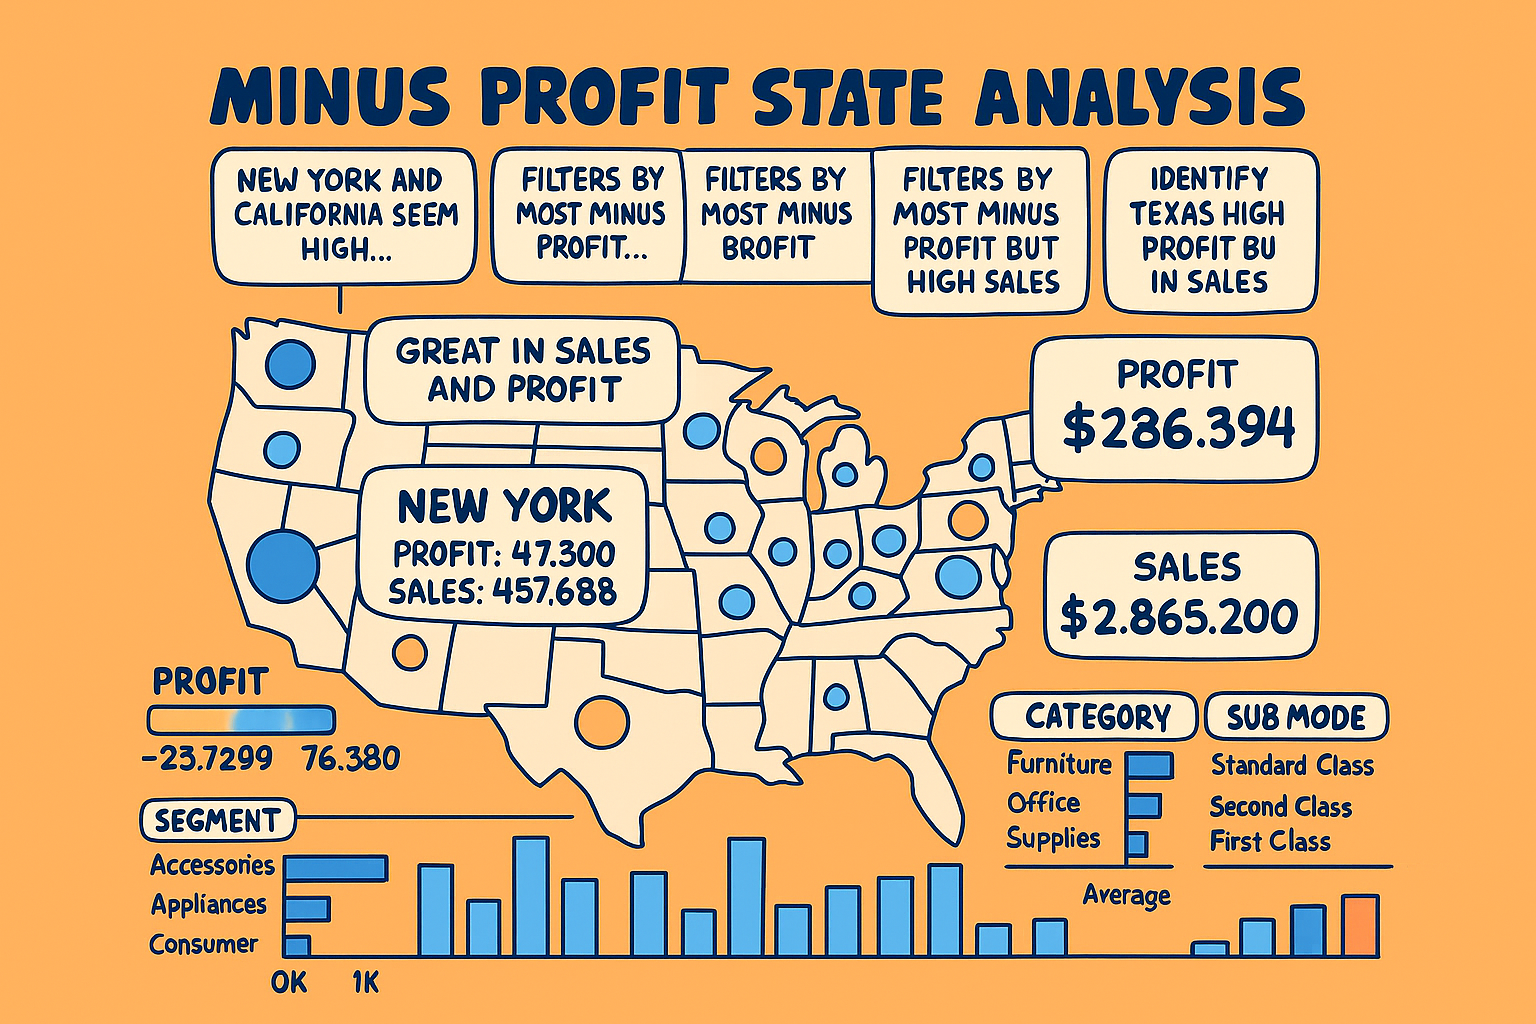 MINUS PROFIT STATE ANALYSIS
NEW YORK AND
CALIFORNIA SEEM
HIGH...
FILTERS BY
MOST MINUS
PROFIT...
FILTERS BY
MOST MINUS
BROFIT
FILTERS BY
MOST MINUS
PROFIT BUT
HIGH SALES
IDENTIFY
TEXAS HIGH
PROFIT BU
IN SALES
GREAT IN SALES
AND PROFIT
PROFIT
$286.394
NEW YORK
PROFIT: 47.300
SALES: 457,688
SALES
$2.865.200
PROFIT
-23.7299 76.380
CATEGORY
Furniture
Office
Supplies
Average
SUB MODE
Standard Class
Second Class
First Class
SEGMENT
Accessories
Appliances
Consumer
0K 1K